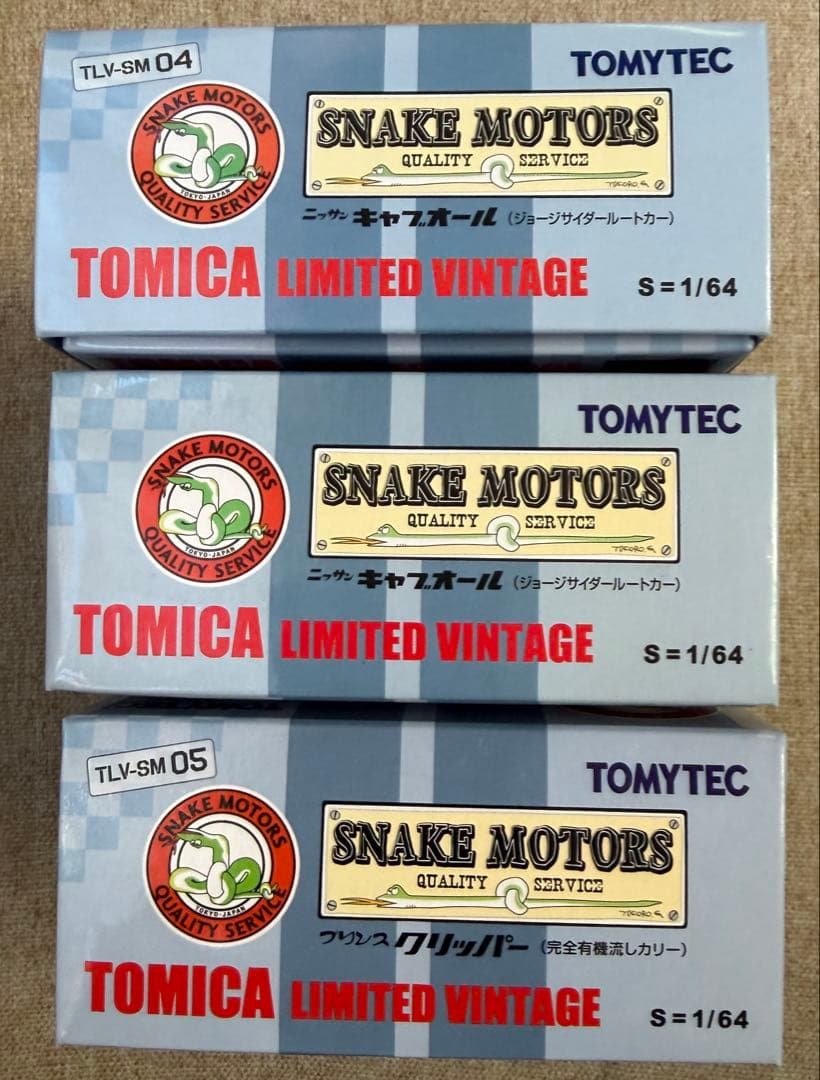 TLV-SM 04
TOMYTEC
SNAKE MOTORS
QUALITY SERVICE
TOKYO-JAPAN
SNAKE MOTORS
QUALITY SERVICE
TOKORO.G.
ニッサン キャブオール (ジョージサイダールートカー)
TOMICA LIMITED VINTAGE
S=1/64
TOMYTEC
SNAKE MOTORS
QUALITY SERVICE
TOKYO-JAPAN
SNAKE MOTORS
QUALITY SERVICE
TOKORO.G.
ニッサン キャブオール (ジョージサイダールートカー)
TOMICA LIMITED VINTAGE
S=1/64
TLV-SM 05
TOMYTEC
SNAKE MOTORS
QUALITY SERVICE
TOKYO-JAPAN
SNAKE MOTORS
QUALITY SERVICE
TOKORO.G.
プリンス クリッパー (完全有機流しカリー)
TOMICA LIMITED VINTAGE
S=1/64